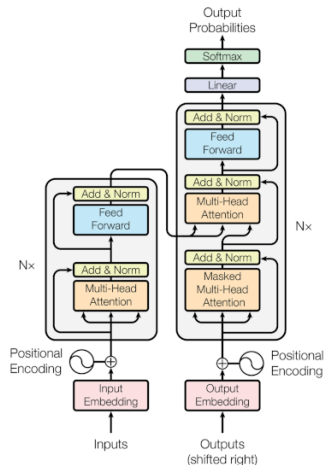 Output
Probabilities
Softmax
Linear
Add & Norm
Feed
Forward
Add & Norm
Multi-Head
Attention
Nx
Add & Norm
Masked
Multi-Head
Attention
Add & Norm
Feed
Forward
Nx
Add & Norm
Multi-Head
Attention
Positional
Encoding
Positional
Encoding
Input
Embedding
Output
Embedding
Inputs
Outputs
(shifted right)